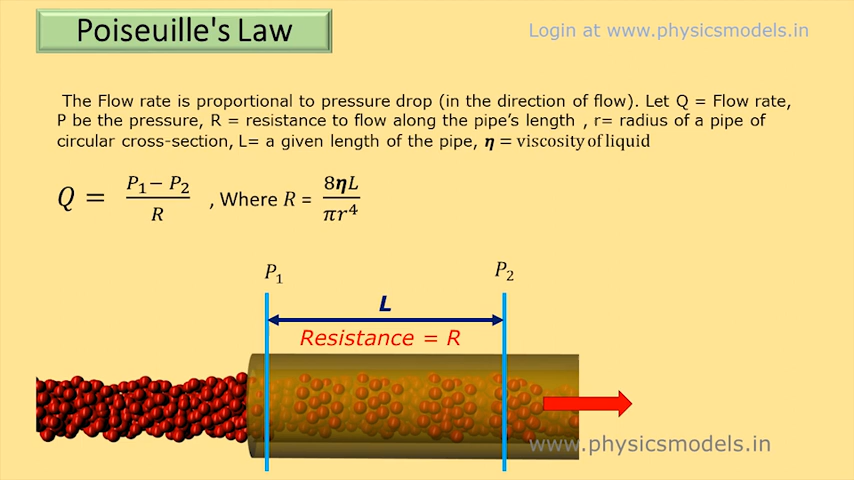 Poiseuille's Law
Login at www.physicsmodels.in
The Flow rate is proportional to pressure drop (in the direction of flow). Let Q = Flow rate,
P be the pressure, R = resistance to flow along the pipe's length , r= radius of a pipe of
circular cross-section, L= a given length of the pipe, η = viscosity of liquid
Q = (P₁− P₂)/R , Where R = 8ηL/πr⁴
P₁ P₂
L
Resistance = R
www.physicsmodels.in